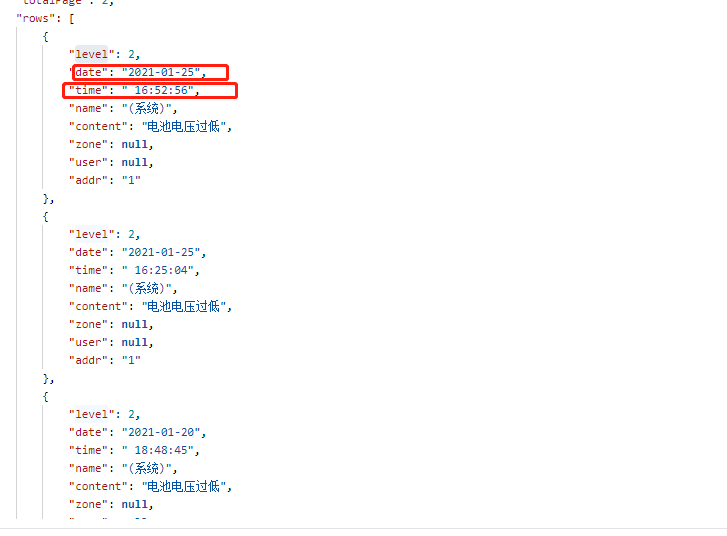 "totalPage": 2,
"rows": [
{
"level": 2,
"date": "2021-01-25",
"time": " 16:52:56",
"name": "(系统)",
"content": "电池电压过低",
"zone": null,
"user": null,
"addr": "1"
},
{
"level": 2,
"date": "2021-01-25",
"time": " 16:25:04",
"name": "(系统)",
"content": "电池电压过低",
"zone": null,
"user": null,
"addr": "1"
},
{
"level": 2,
"date": "2021-01-20",
"time": " 18:48:45",
"name": "(系统)",
"content": "电池电压过低",
"zone": null,